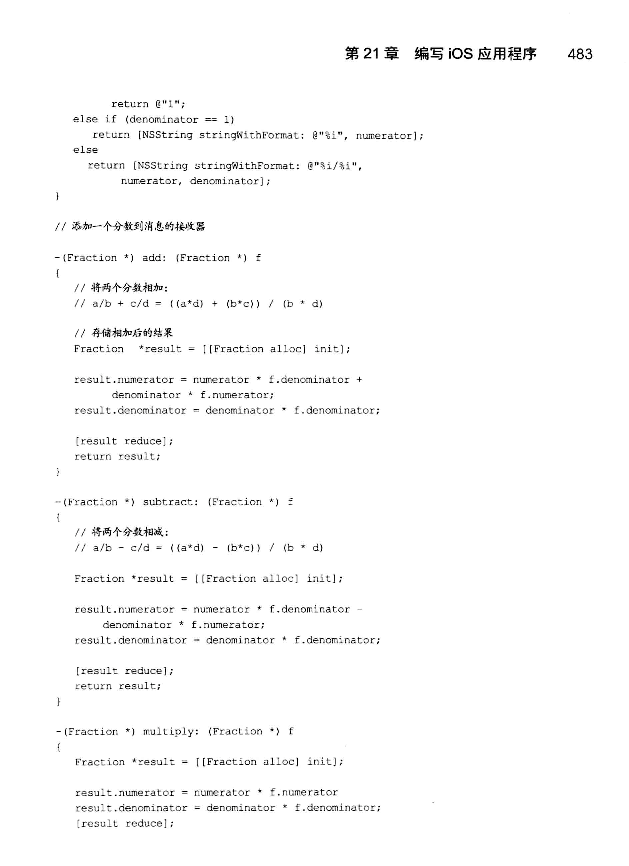 第 21 章 编写 iOS 应用程序 483
return @"1";
else if (denominator == 1)
return [NSString stringWithFormat: @"%i", numerator];
else
return [NSString stringWithFormat: @"%i/%i",
numerator, denominator];
}
// 添加一个分数到消息的接收器
-(Fraction *) add: (Fraction *) f
{
// 将两个分数相加:
// a/b + c/d = ((a*d) + (b*c)) / (b * d)
// 存储相加后的结果
Fraction *result = [[Fraction alloc] init];
result.numerator = numerator * f.denominator +
denominator * f.numerator;
result.denominator = denominator * f.denominator;
[result reduce];
return result;
}
-(Fraction *) subtract: (Fraction *) f
{
// 将两个分数相减:
// a/b - c/d = ((a*d) - (b*c)) / (b * d)
Fraction *result = [[Fraction alloc] init];
result.numerator = numerator * f.denominator -
denominator * f.numerator;
result.denominator = denominator * f.denominator;
[result reduce];
return result;
}
-(Fraction *) multiply: (Fraction *) f
{
Fraction *result = [[Fraction alloc] init];
result.numerator = numerator * f.numerator
result.denominator = denominator * f.denominator;
[result reduce];